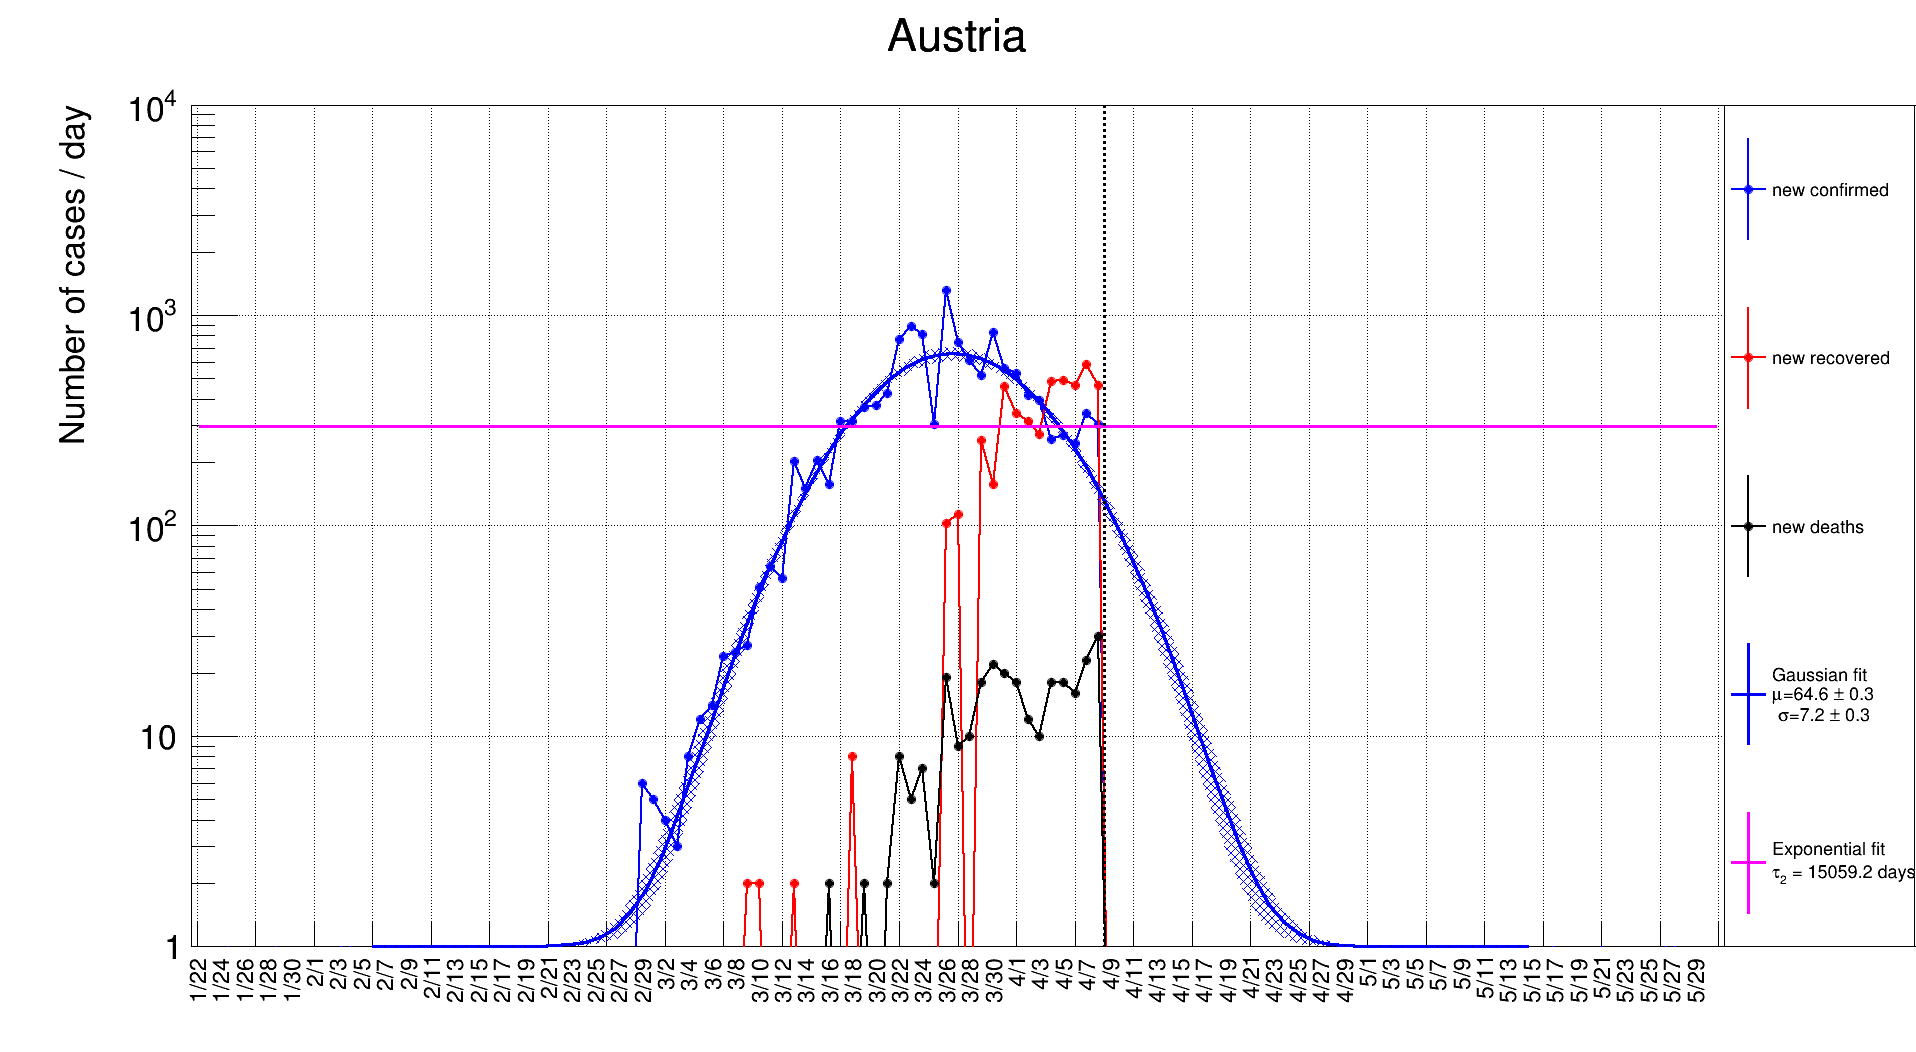 Austria
Number of cases / day
10^4
10^3
10^2
10
1
1/22 1/24 1/26 1/28 1/30 2/1 2/3 2/5 2/7 2/9 2/11 2/13 2/15 2/17 2/19 2/21 2/23 2/25 2/27 2/29 3/2 3/4 3/6 3/8 3/10 3/12 3/14 3/16 3/18 3/20 3/22 3/24 3/26 3/28 3/30 4/1 4/3 4/5 4/7 4/9 4/11 4/13 4/15 4/17 4/19 4/21 4/23 4/25 4/27 4/29 5/1 5/3 5/5 5/7 5/9 5/11 5/13 5/15 5/17 5/19 5/21 5/23 5/25 5/27 5/29
new confirmed
new recovered
new deaths
Gaussian fit
μ=64.6 ± 0.3
σ=7.2 ± 0.3
Exponential fit
τ₂ = 15059.2 days